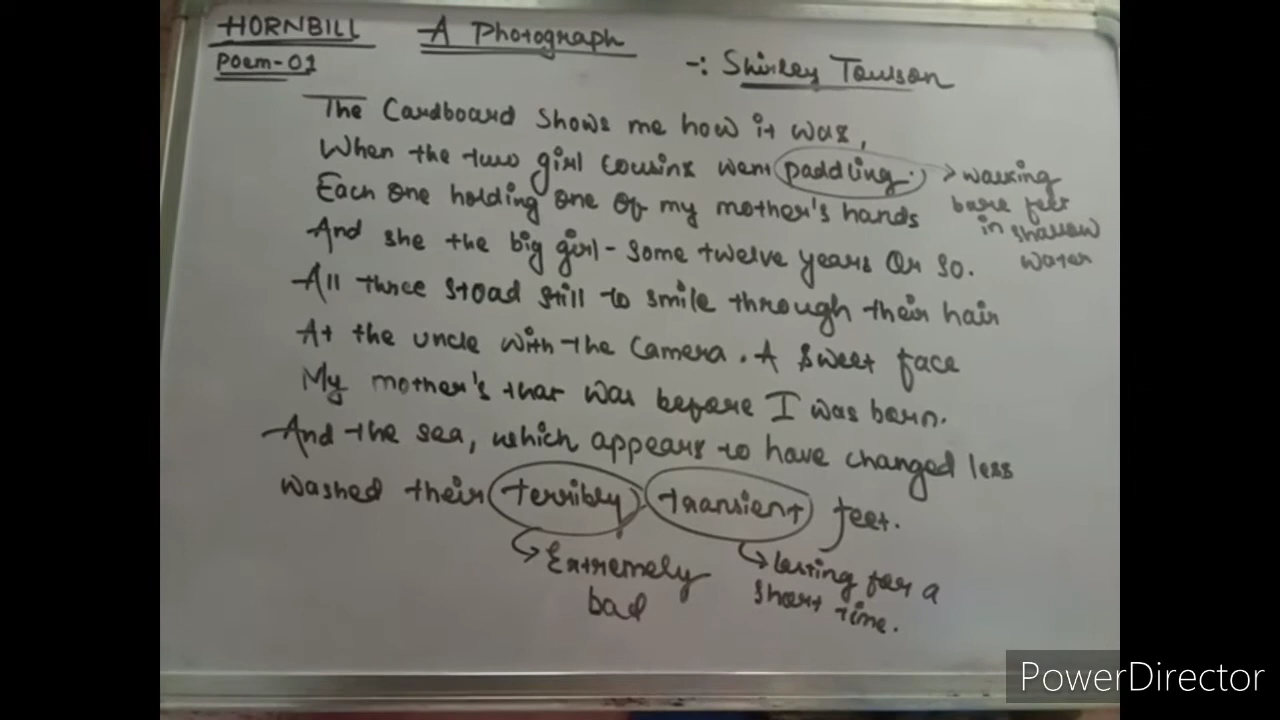 HORNBILL A Photograph
Poem-01 -: Shirley Toulson
The Cardboard shows me how it was,
When the two girl cousins went paddling. > walking
Each one holding one of my mother's hands bare feet
in shallow
And she the big girl - some twelve years or so. water
All three stood still to smile through their hair
At the uncle with the camera. A sweet face
My mother's that was before I was born.
And the sea, which appears to have changed less
washed their terribly transient feet.
Extremely bad
lasting for a short time.
PowerDirector